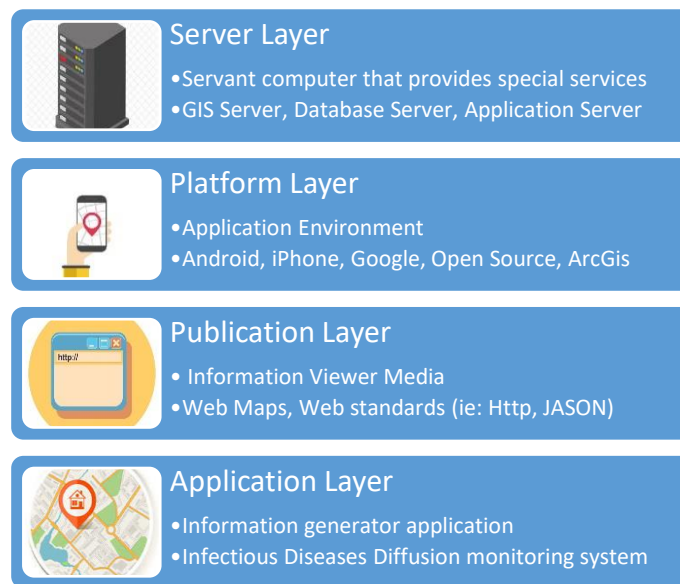 Server Layer
•Servant computer that provides special services
•GIS Server, Database Server, Application Server
Platform Layer
•Application Environment
•Android, iPhone, Google, Open Source, ArcGis
http://
Publication Layer
• Information Viewer Media
•Web Maps, Web standards (ie: Http, JASON)
Application Layer
•Information generator application
•Infectious Diseases Diffusion monitoring system